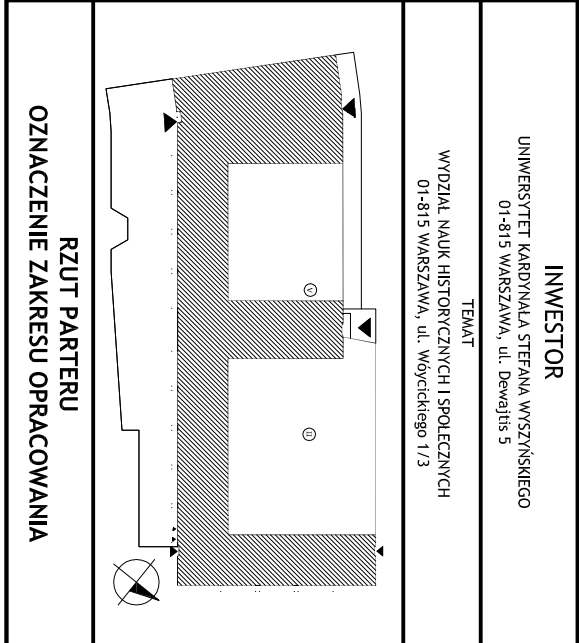 INWESTOR
UNIWERSYTET KARDYNAŁA STEFANA WYSZYŃSKIEGO
01-815 WARSZAWA, ul. Dewajtis 5
TEMAT
WYDZIAŁ NAUK HISTORYCZNYCH I SPOŁECZNYCH
01-815 WARSZAWA, ul. Wóycickiego 1/3
V
II
RZUT PARTERU
OZNACZENIE ZAKRESU OPRACOWANIA